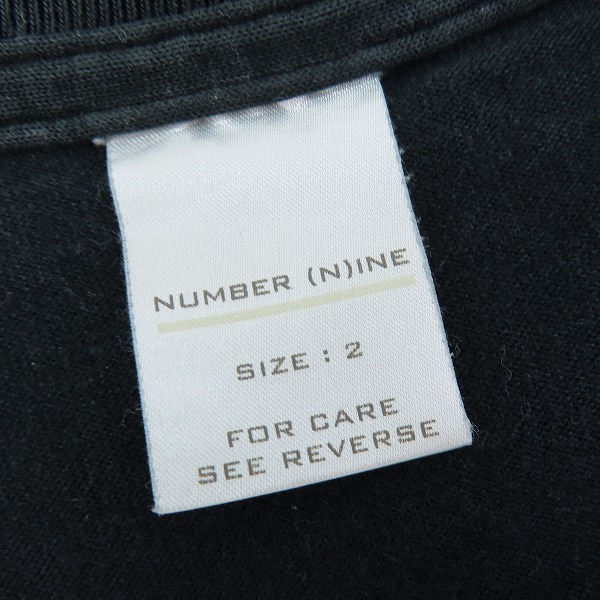 NUMBER (N)INE
SIZE : 2
FOR CARE
SEE REVERSE